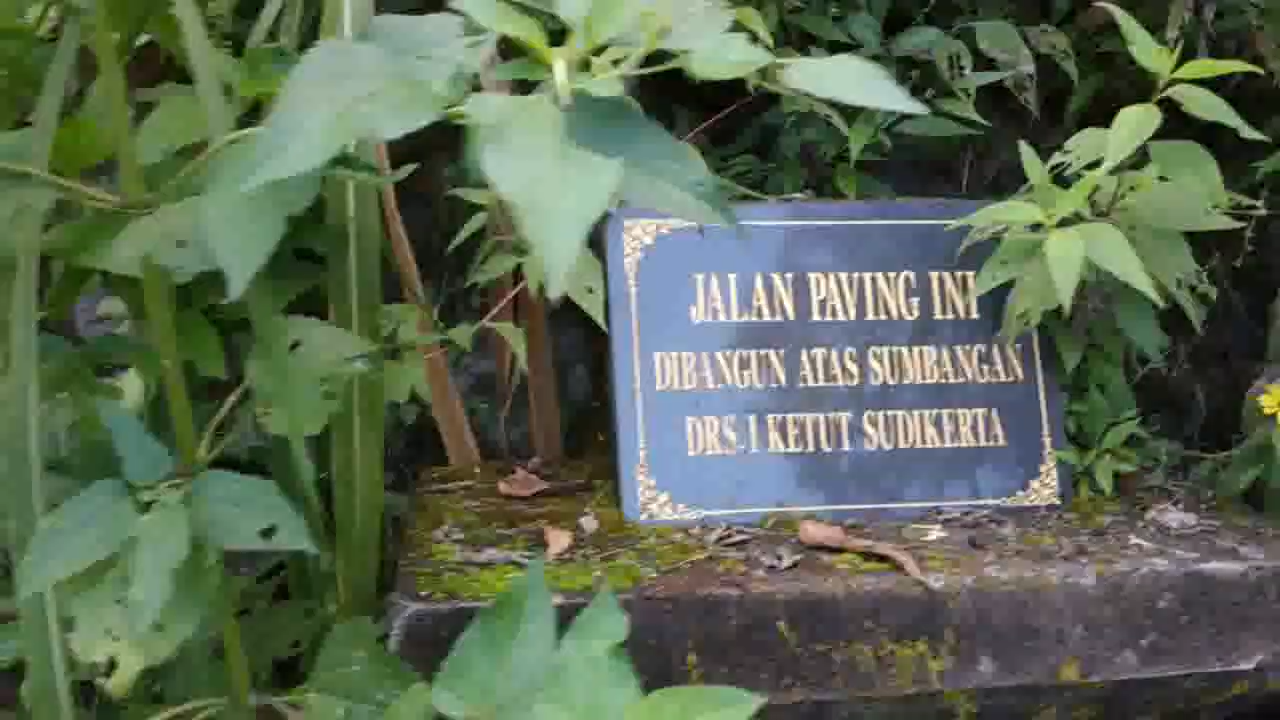 JALAN PAVING INI
DIBANGUN ATAS SUMBANGAN
DRS. I KETUT SUDIKERTA